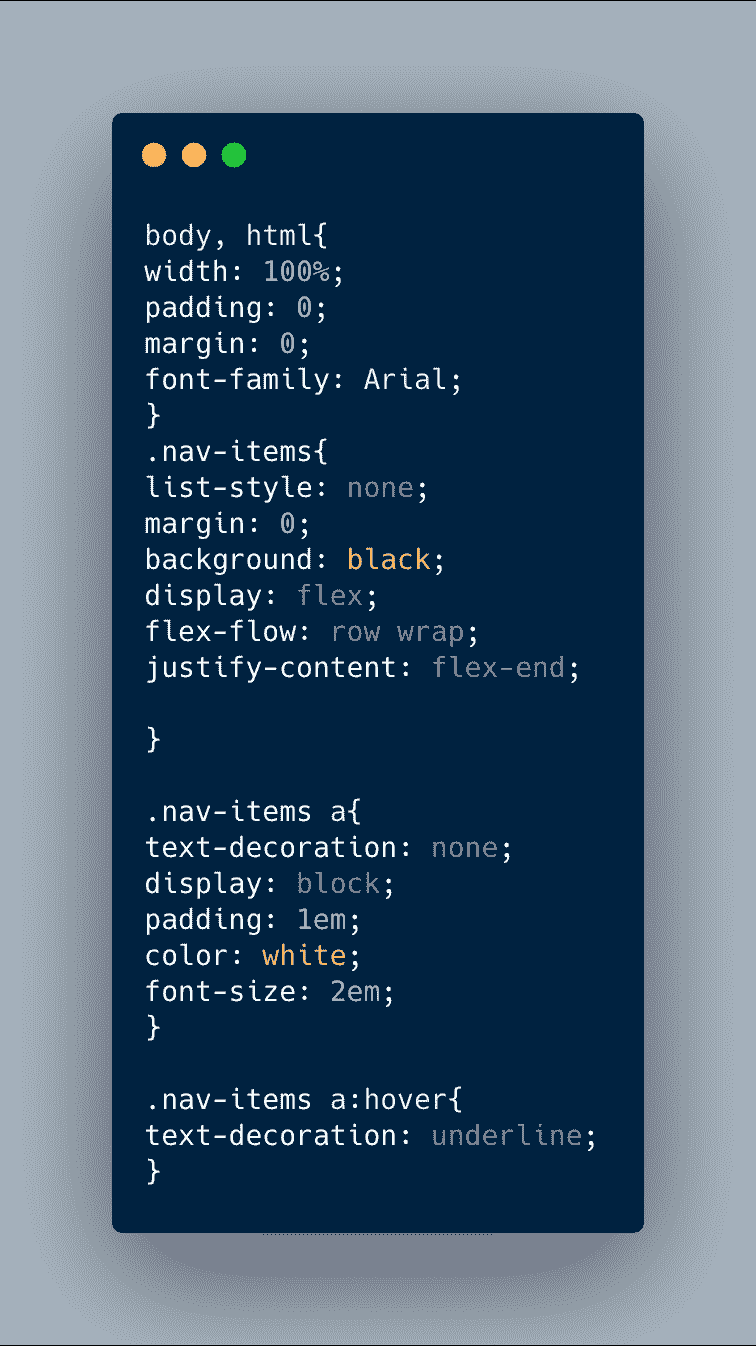 body, html{
width: 100%;
padding: 0;
margin: 0;
font-family: Arial;
}
.nav-items{
list-style: none;
margin: 0;
background: black;
display: flex;
flex-flow: row wrap;
justify-content: flex-end;
}
.nav-items a{
text-decoration: none;
display: block;
padding: 1em;
color: white;
font-size: 2em;
}
.nav-items a:hover{
text-decoration: underline;
}